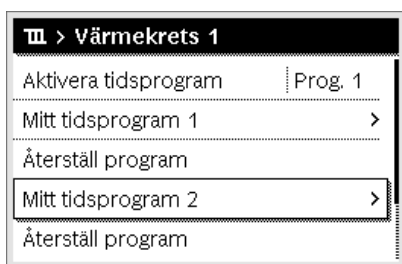 > Värmekrets 1
Aktivera tidsprogram Prog. 1
Mitt tidsprogram 1 >
Återställ program
Mitt tidsprogram 2 >
Återställ program